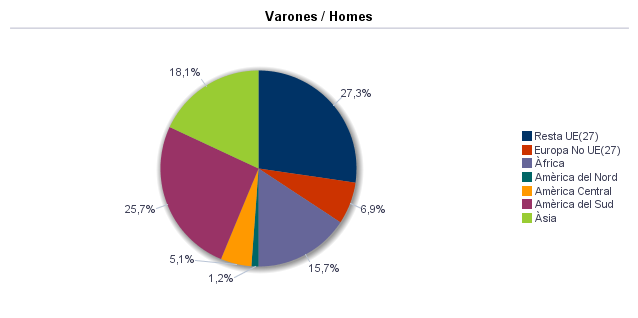 Varones / Homes
18,1%
27,3%
25,7%
6,9%
5,1%
1,2%
15,7%
Resta UE(27)
Europa No UE(27)
Àfrica
Amèrica del Nord
Amèrica Central
Amèrica del Sud
Àsia